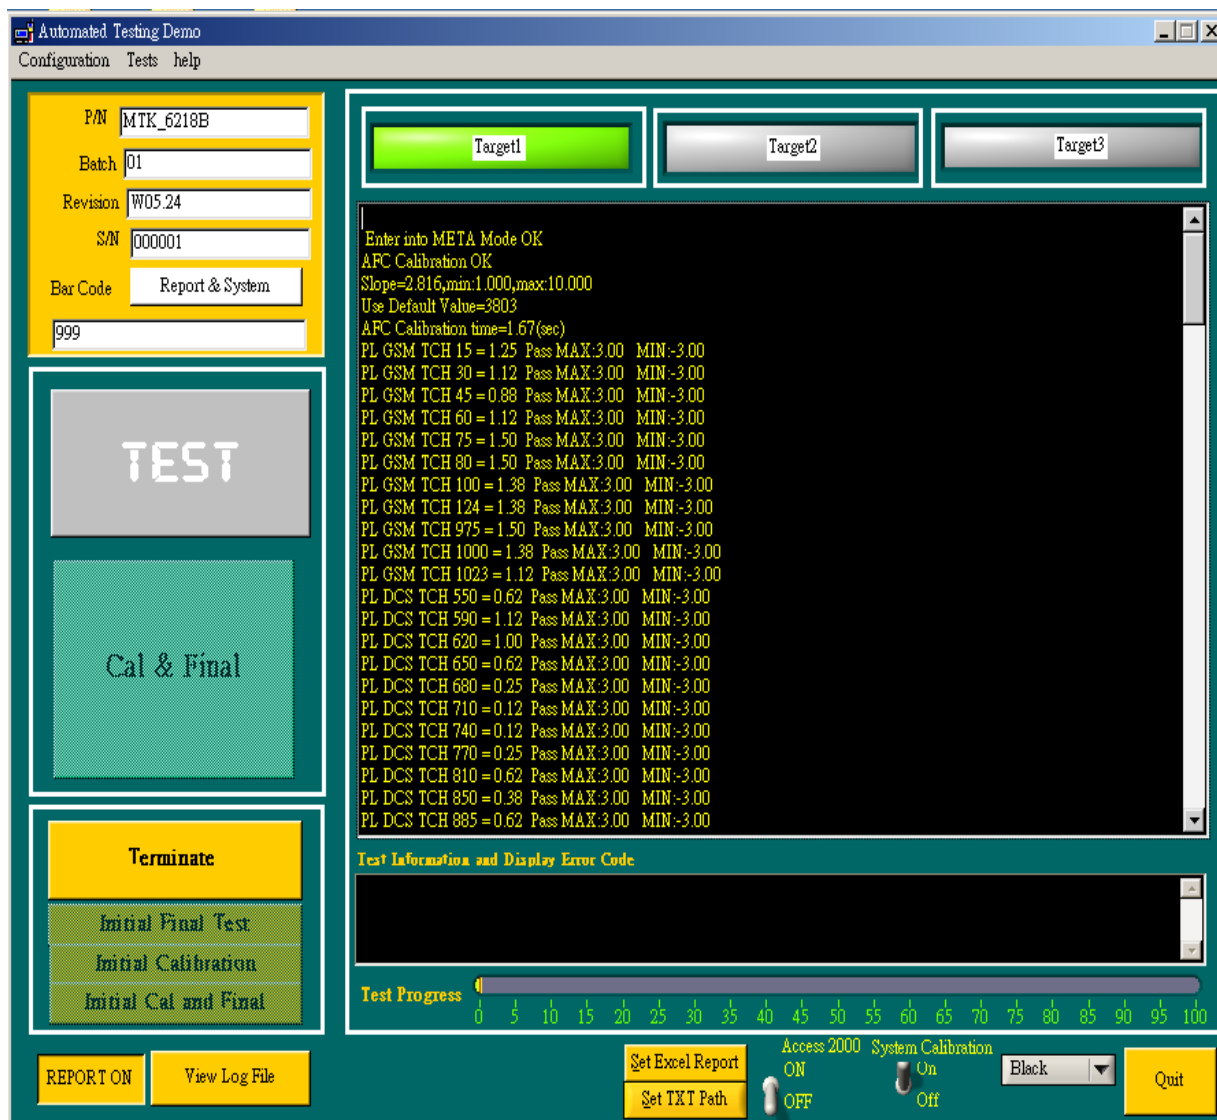 Automated Testing Demo
Configuration Tests help
P/N MTK_6218B
Batch 01
Revision W05.24
S/N 000001
Bar Code Report & System
999
TEST
Cal & Final
Terminate
Initial Final Test
Initial Calibration
Initial Cal and Final
REPORT ON
View Log File
Target1
Target2
Target3
Enter into META Mode OK
AFC Calibration OK
Slope=2.816,min:1.000,max:10.000
Use Default Value=3803
AFC Calibration time=1.67(sec)
PL GSM TCH 15 = 1.25 Pass MAX:3.00 MIN:-3.00
PL GSM TCH 30 = 1.12 Pass MAX:3.00 MIN:-3.00
PL GSM TCH 45 = 0.88 Pass MAX:3.00 MIN:-3.00
PL GSM TCH 60 = 1.12 Pass MAX:3.00 MIN:-3.00
PL GSM TCH 75 = 1.50 Pass MAX:3.00 MIN:-3.00
PL GSM TCH 80 = 1.50 Pass MAX:3.00 MIN:-3.00
PL GSM TCH 100 = 1.38 Pass MAX:3.00 MIN:-3.00
PL GSM TCH 124 = 1.38 Pass MAX:3.00 MIN:-3.00
PL GSM TCH 975 = 1.50 Pass MAX:3.00 MIN:-3.00
PL GSM TCH 1000 = 1.38 Pass MAX:3.00 MIN:-3.00
PL GSM TCH 1023 = 1.12 Pass MAX:3.00 MIN:-3.00
PL DCS TCH 550 = 0.62 Pass MAX:3.00 MIN:-3.00
PL DCS TCH 590 = 1.12 Pass MAX:3.00 MIN:-3.00
PL DCS TCH 620 = 1.00 Pass MAX:3.00 MIN:-3.00
PL DCS TCH 650 = 0.62 Pass MAX:3.00 MIN:-3.00
PL DCS TCH 680 = 0.25 Pass MAX:3.00 MIN:-3.00
PL DCS TCH 710 = 0.12 Pass MAX:3.00 MIN:-3.00
PL DCS TCH 740 = 0.12 Pass MAX:3.00 MIN:-3.00
PL DCS TCH 770 = 0.25 Pass MAX:3.00 MIN:-3.00
PL DCS TCH 810 = 0.62 Pass MAX:3.00 MIN:-3.00
PL DCS TCH 850 = 0.38 Pass MAX:3.00 MIN:-3.00
PL DCS TCH 885 = 0.62 Pass MAX:3.00 MIN:-3.00
Test Information and Display Error Code
Test Progress
0 5 10 15 20 25 30 35 40 45 50 55 60 65 70 75 80 85 90 95 100
Set Excel Report
Set TXT Path
Access 2000
ON
OFF
System Calibration
On
Off
Black
Quit